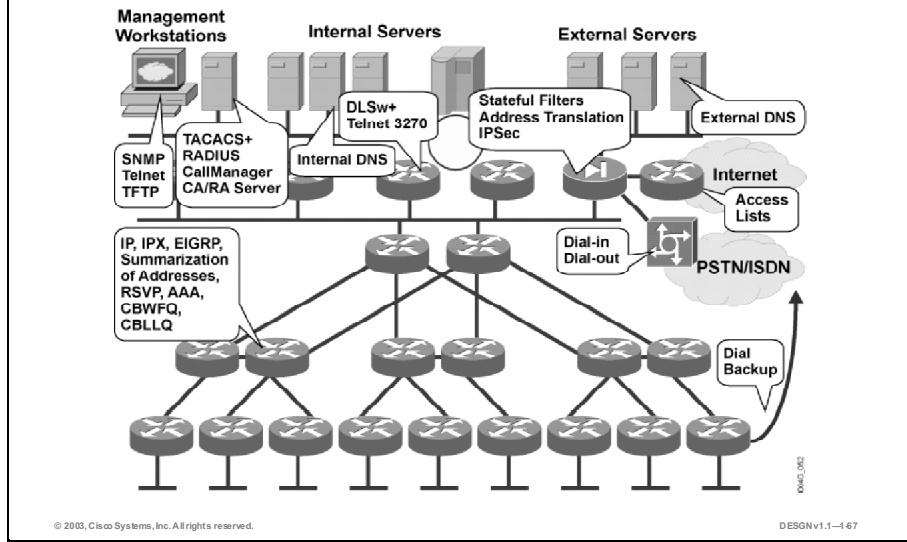 Management
Workstations
Internal Servers
External Servers
DLSw+
Telnet 3270
Stateful Filters
Address Translation
IPSec
External DNS
SNMP
Telnet
TFTP
TACACS+
RADIUS
CallManager
CA/RA Server
Internal DNS
Internet
Access
Lists
IP, IPX, EIGRP,
Summarization
of Addresses,
RSVP, AAA,
CBWFQ,
CBLLQ
Dial-in
Dial-out
PSTN/ISDN
Dial
Backup
© 2003, Cisco Systems, Inc. All rights reserved.
DESGN v1.1—1-67